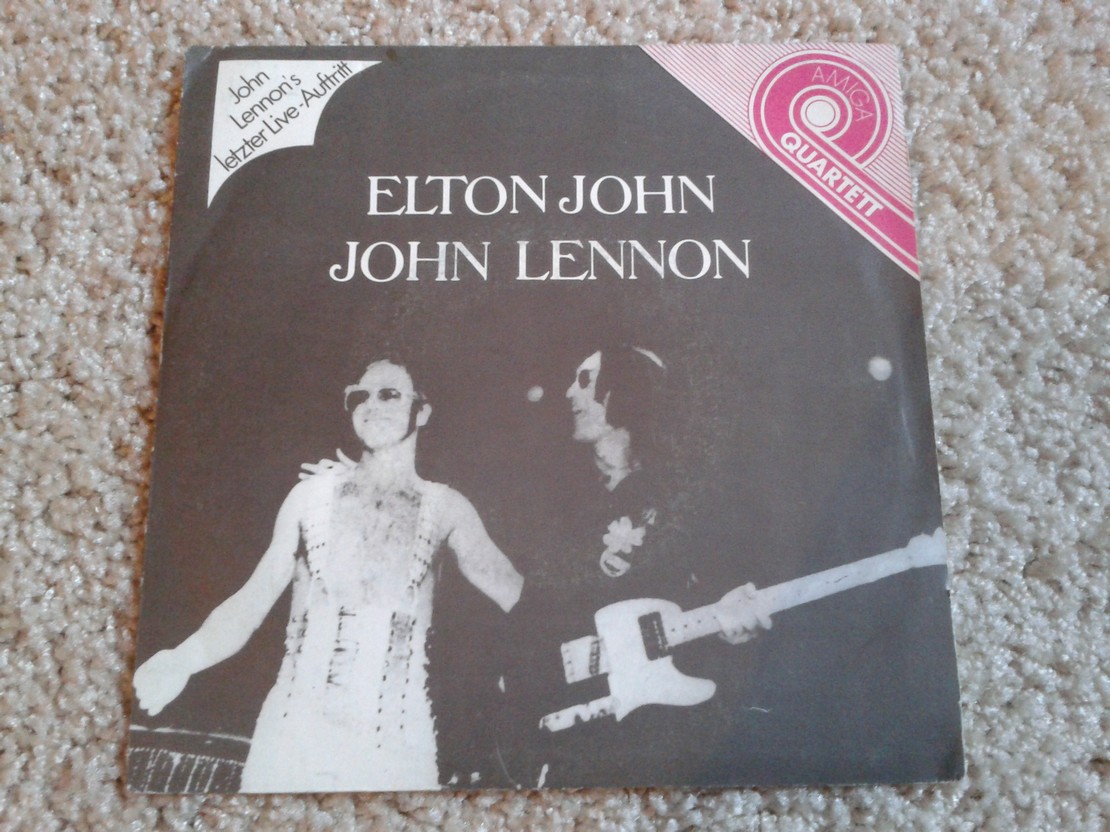 John
Lennon's
letzter Live-Auftritt
AMIGA
QUARTETT
ELTON JOHN
JOHN LENNON